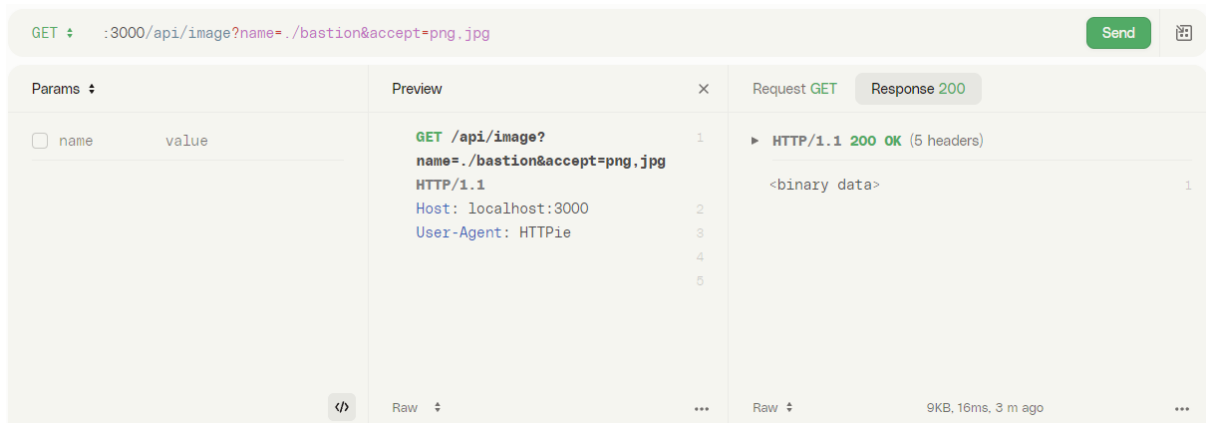 GET :3000/api/image?name=./bastion&accept=png,jpg Send
Params
name value
Preview
GET /api/image? 1
name=./bastion&accept=png,jpg
HTTP/1.1
Host: localhost:3000 2
User-Agent: HTTPie 3
4
5
Raw
Request GET Response 200
HTTP/1.1 200 OK (5 headers)
<binary data> 1
Raw 9KB, 16ms, 3 m ago